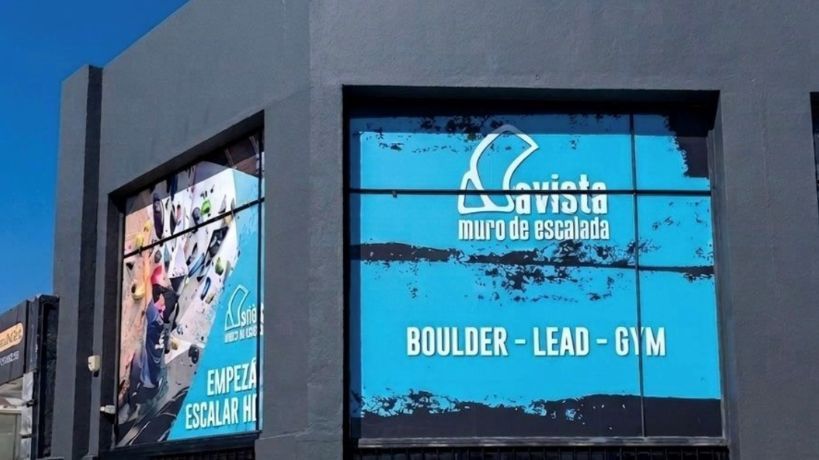 avista
muro de escalada
BOULDER - LEAD - GYM
EMPEZÁ
ESCALAR